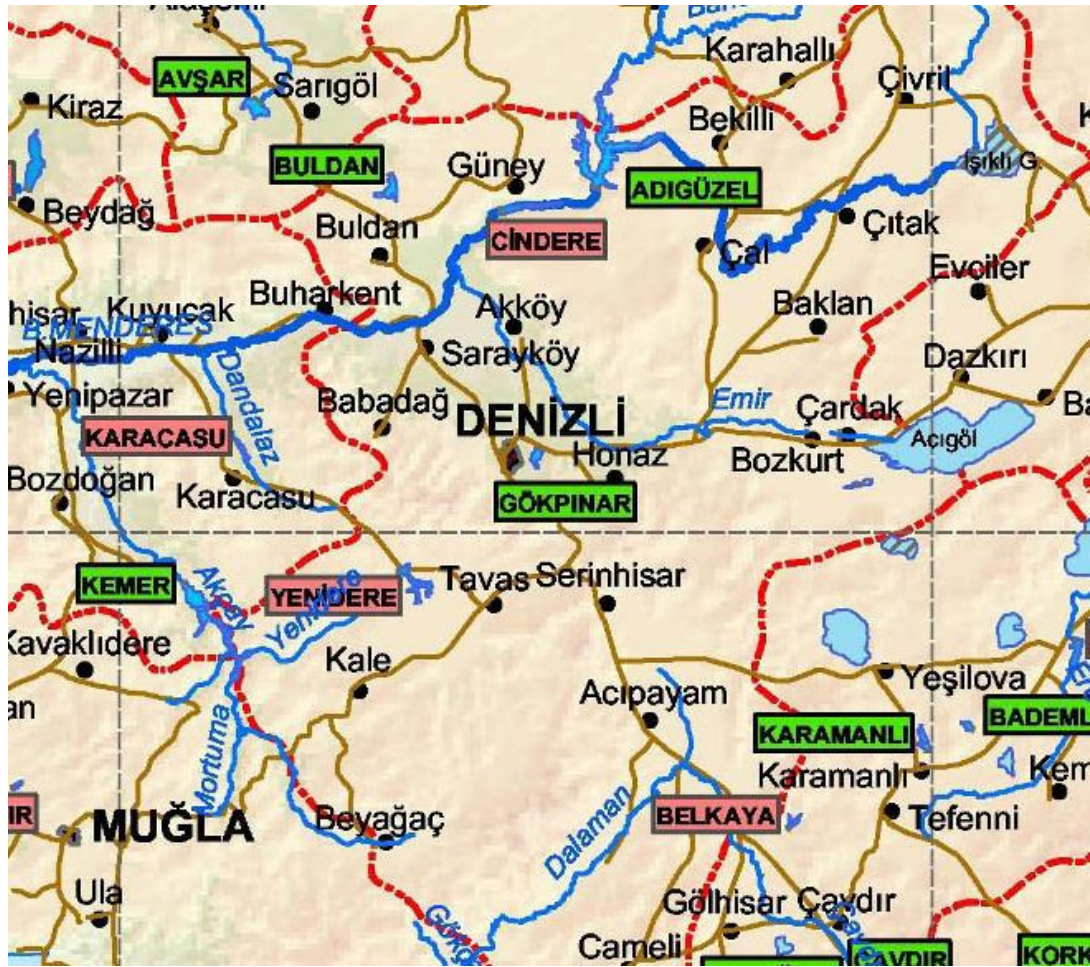 Karahallı
AVŞAR
Sarıgöl
Çivril
Kiraz
Bekilli
BULDAN
Güney
Işıklı G.
ADIGÜZEL
Beydağ
Buldan
CİNDERE
Çıtak
Çal
Evciler
Buharkent
Akköy
Baklan
Kuyucak
B.MENDERES
Nazilli
Sarayköy
Dazkırı
Yenipazar
Dandalaz
Babadağ
DENİZLİ
Emir
Çardak
KARACASU
Açıgöl
Honaz
Bozkurt
Bozdoğan
Karacasu
GÖKPINAR
KEMER
Akçay
YENİDERE
Yenidere
Tavas
Serinhisar
Kavaklıdere
Kale
Acıpayam
Yeşilova
Mortuma
KARAMANLI
BADEML
Karamanlı
Kem
BELKAYA
Tefenni
MUĞLA
Beyağaç
Dalaman
Ula
Gölhisar
Çavdır
Cameli
ÇAVDIR
KORK